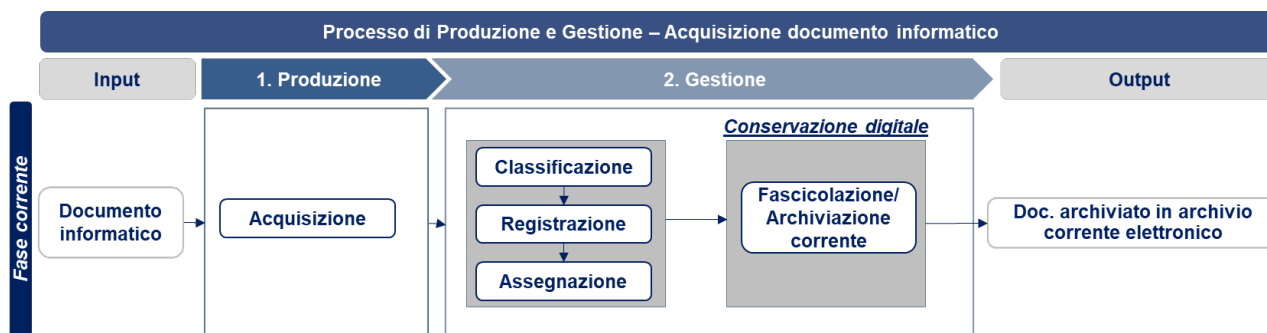 Processo di Produzione e Gestione – Acquisizione documento informatico
Input
1. Produzione
2. Gestione
Output
Fase corrente
Documento
informatico
Acquisizione
Classificazione
Registrazione
Assegnazione
Conservazione digitale
Fascicolazione/
Archiviazione
corrente
Doc. archiviato in archivio
corrente elettronico